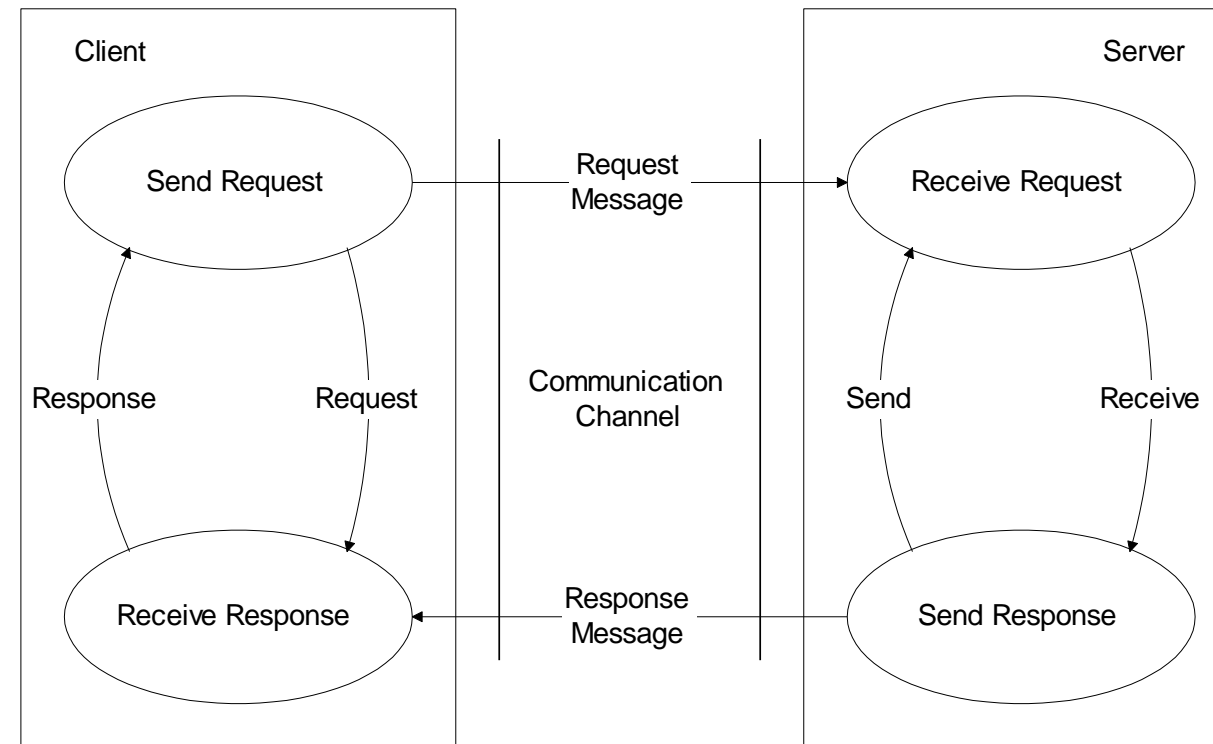 Client
Server
Send Request
Request
Message
Receive Request
Response
Request
Communication
Channel
Send
Receive
Receive Response
Response
Message
Send Response